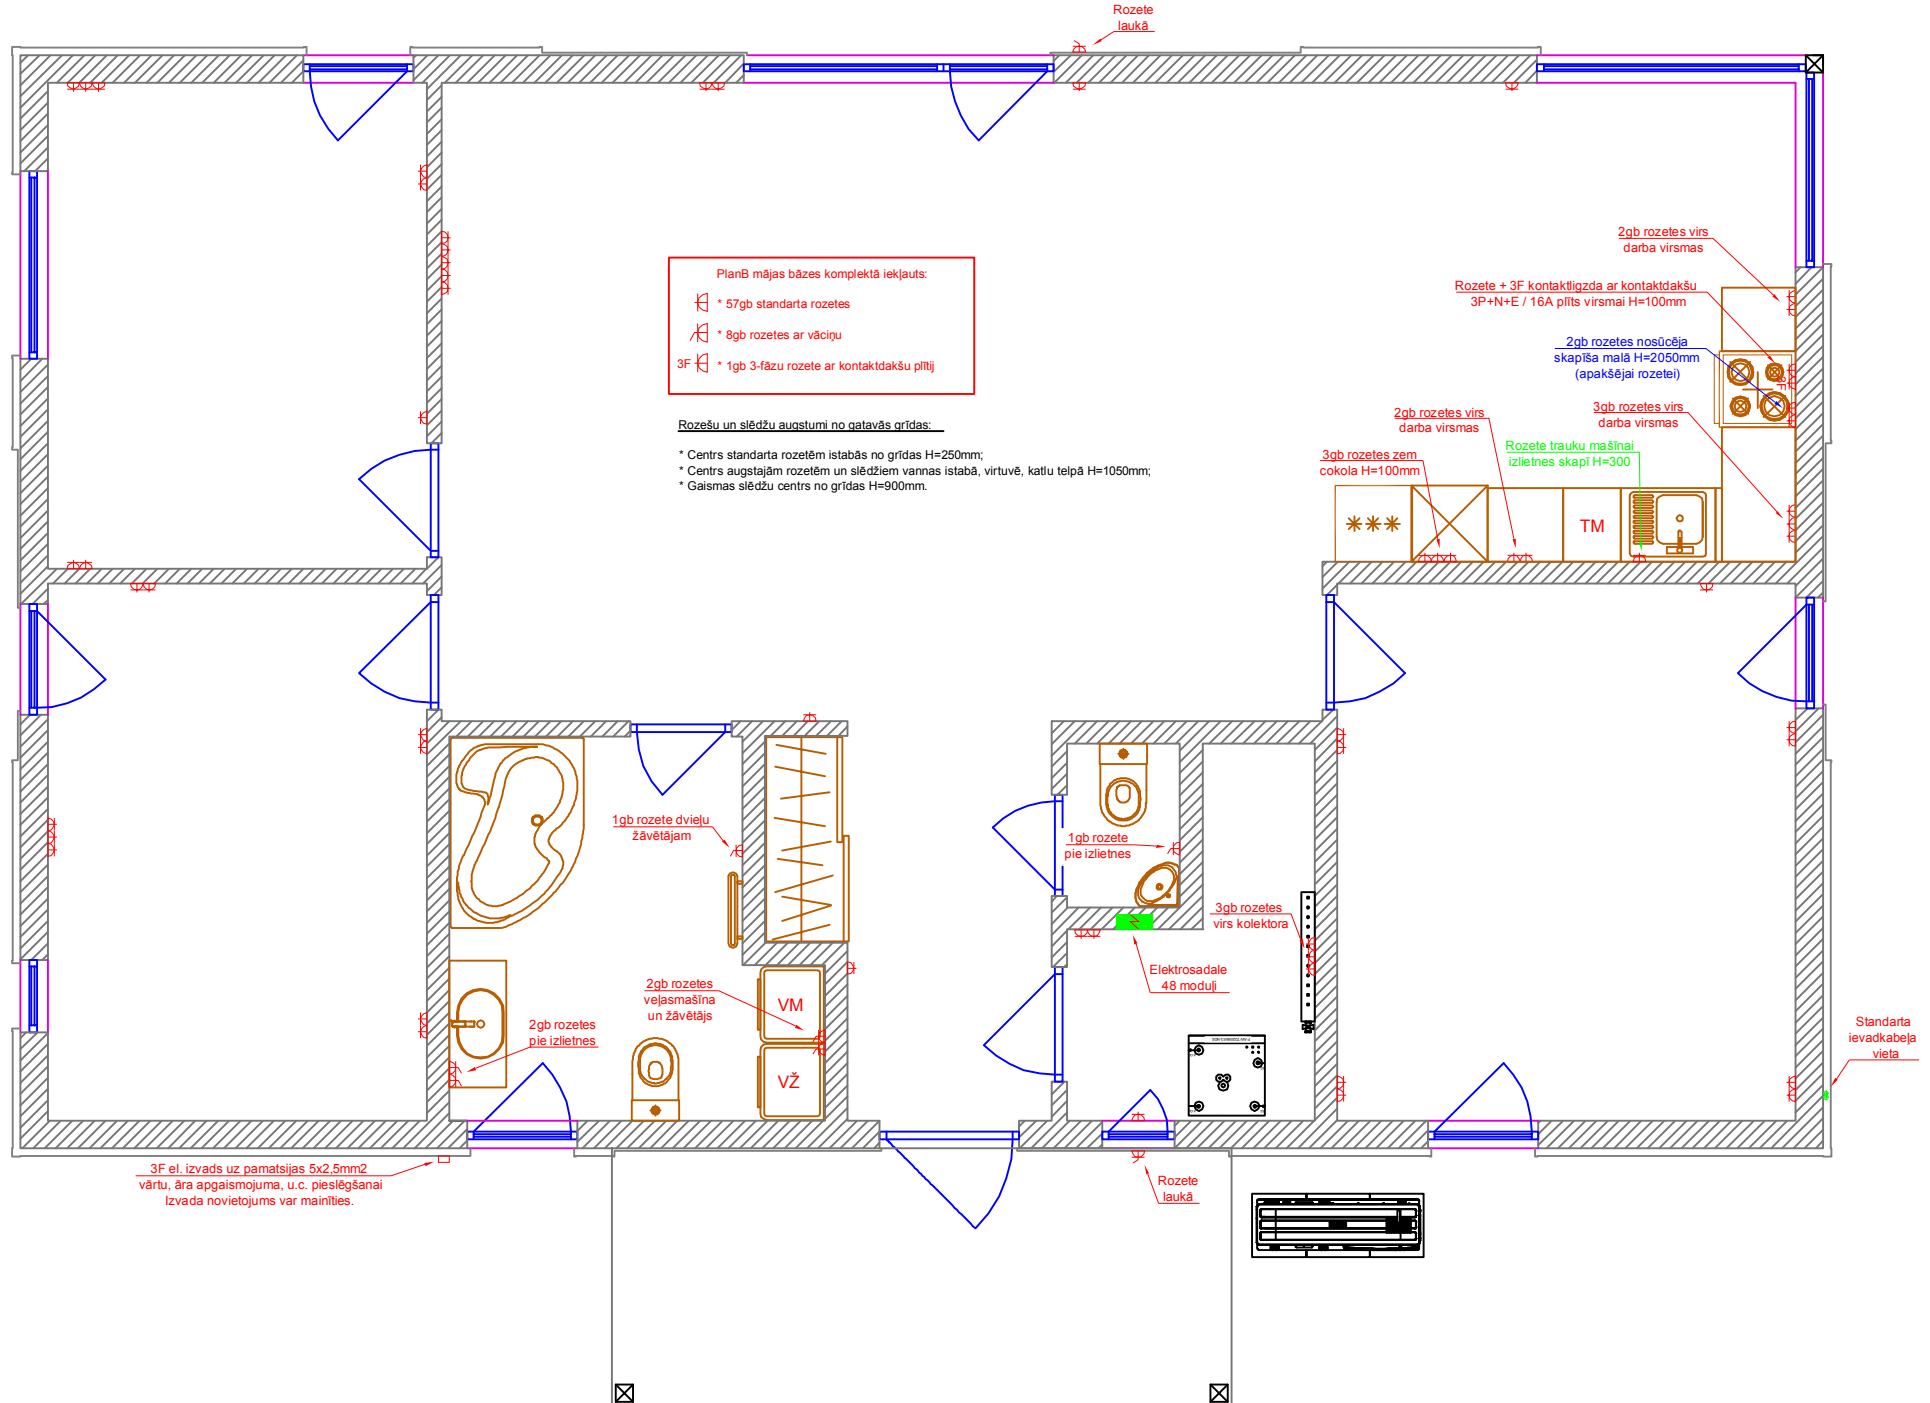 Rozete
laukā
2gb rozetes virs
darba virsmas
PlanB mājas bāzes komplektā iekļauts:
* 57gb standarta rozetes
* 8gb rozetes ar vāciņu
3F * 1gb 3-fāzu rozete ar kontaktdakšu plītij
Rozete + 3F kontaktligzda ar kontaktdakšu
3P+N+E / 16A plīts virsmai H=100mm
2gb rozetes nosūcēja
skapīša malā H=2050mm
(apakšējai rozetei)
3F
Rozešu un slēdžu augstumi no gatavās grīdas:
* Centrs standarta rozetēm istabās no grīdas H=250mm;
* Centrs augstajām rozetēm un slēdžiem vannas istabā, virtuvē, katlu telpā H=1050mm;
* Gaismas slēdžu centrs no grīdas H=900mm.
2gb rozetes virs
darba virsmas
3gb rozetes virs
darba virsmas
3gb rozetes zem
cokola H=100mm
Rozete trauku mašīnai
izlietnes skapī H=300
TM
1gb rozete dvieļu
žāvētājam
1gb rozete
pie izlietnes
3gb rozetes
virs kolektora
Elektrosadale
48 moduļi
2gb rozetes
veļasmašīna
un žāvētājs
VM
VŽ
2gb rozetes
pie izlietnes
Standarta
ievadkabeļa
vieta
3F el. izvads uz pamatsijas 5x2,5mm2
vārtu, āra apgaismojuma, u.c. pieslēgšanai
Izvada novietojums var mainīties.
Rozete
laukā